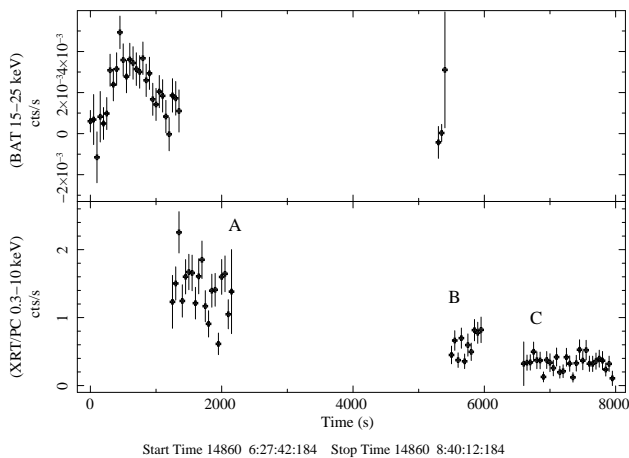 (BAT 15−25 keV)
cts/s
−2×10⁻³ 0 2×10⁻³ 4×10⁻³
A
B
C
(XRT/PC 0.3−10 keV)
cts/s
0 1 2
0 2000 4000 6000 8000
Time (s)
Start Time 14860 6:27:42:184 Stop Time 14860 8:40:12:184